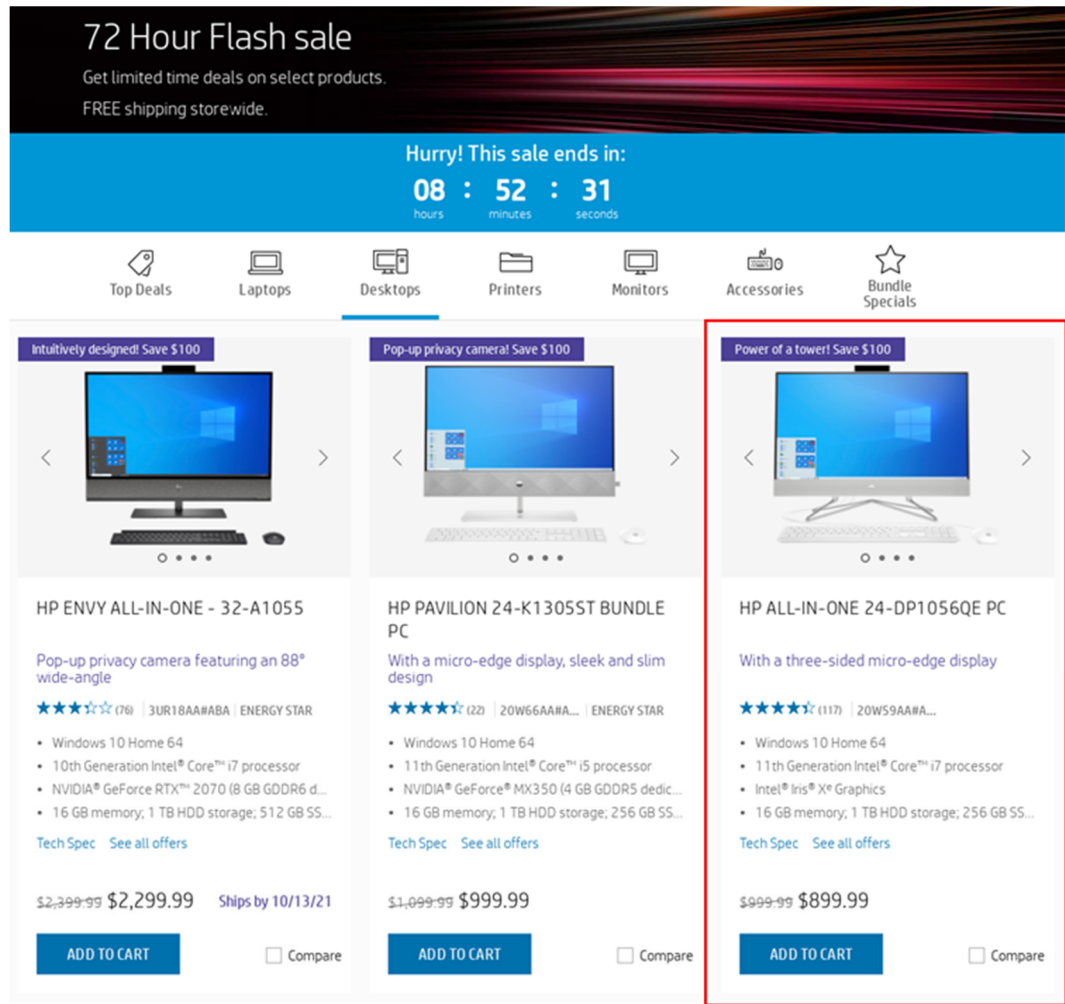 72 Hour Flash sale
Get limited time deals on select products.
FREE shipping storewide.
Hurry! This sale ends in:
08 : 52 : 31
hours minutes seconds
Top Deals
Laptops
Desktops
Printers
Monitors
Accessories
Bundle
Specials
Intuitively designed! Save $100
HP ENVY ALL-IN-ONE - 32-A1055
Pop-up privacy camera featuring an 88°
wide-angle
(76) 3UR18AA#ABA ENERGY STAR
• Windows 10 Home 64
• 10th Generation Intel® Core™ i7 processor
• NVIDIA® GeForce RTX™ 2070 (8 GB GDDR6 d...
• 16 GB memory; 1 TB HDD storage; 512 GB SS...
Tech Spec See all offers
$2,399.99 $2,299.99 Ships by 10/13/21
ADD TO CART Compare
Pop-up privacy camera! Save $100
HP PAVILION 24-K1305ST BUNDLE
PC
With a micro-edge display, sleek and slim
design
(22) 20W66AA#A... ENERGY STAR
• Windows 10 Home 64
• 11th Generation Intel® Core™ i5 processor
• NVIDIA® GeForce® MX350 (4 GB GDDR5 dedic...
• 16 GB memory; 1 TB HDD storage; 256 GB SS...
Tech Spec See all offers
$1,099.99 $999.99
ADD TO CART Compare
Power of a tower! Save $100
HP ALL-IN-ONE 24-DP1056QE PC
With a three-sided micro-edge display
(117) 20W59AA#A...
• Windows 10 Home 64
• 11th Generation Intel® Core™ i7 processor
• Intel® Iris® Xᵉ Graphics
• 16 GB memory; 1 TB HDD storage; 256 GB SS...
Tech Spec See all offers
$999.99 $899.99
ADD TO CART Compare